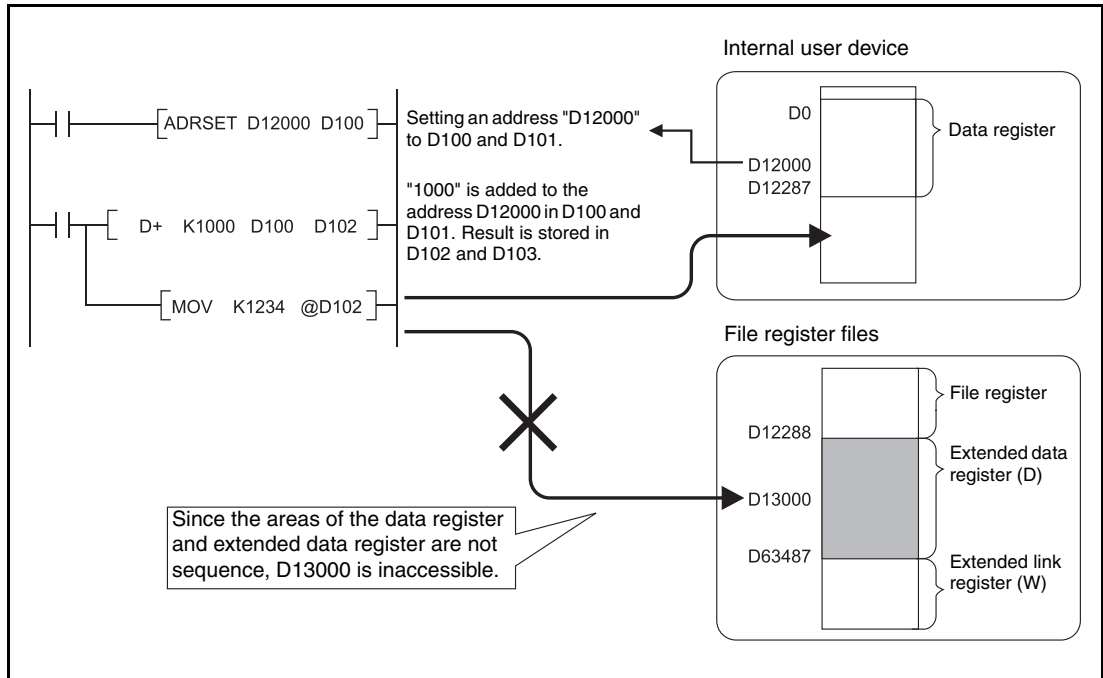 Internal user device
ADRSET D12000 D100
Setting an address "D12000"
to D100 and D101.
D0
Data register
D12000
D12287
"1000" is added to the
address D12000 in D100 and
D101. Result is stored in
D102 and D103.
D+ K1000 D100 D102
MOV K1234 @D102
File register files
File register
D12288
Extended data
register (D)
D13000
D63487
Extended link
register (W)
Since the areas of the data register
and extended data register are not
sequence, D13000 is inaccessible.